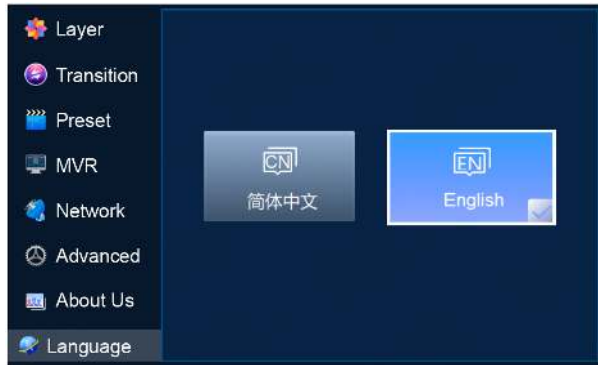 Layer
Transition
Preset
MVR
Network
Advanced
About Us
Language
CN
简体中文
EN
English